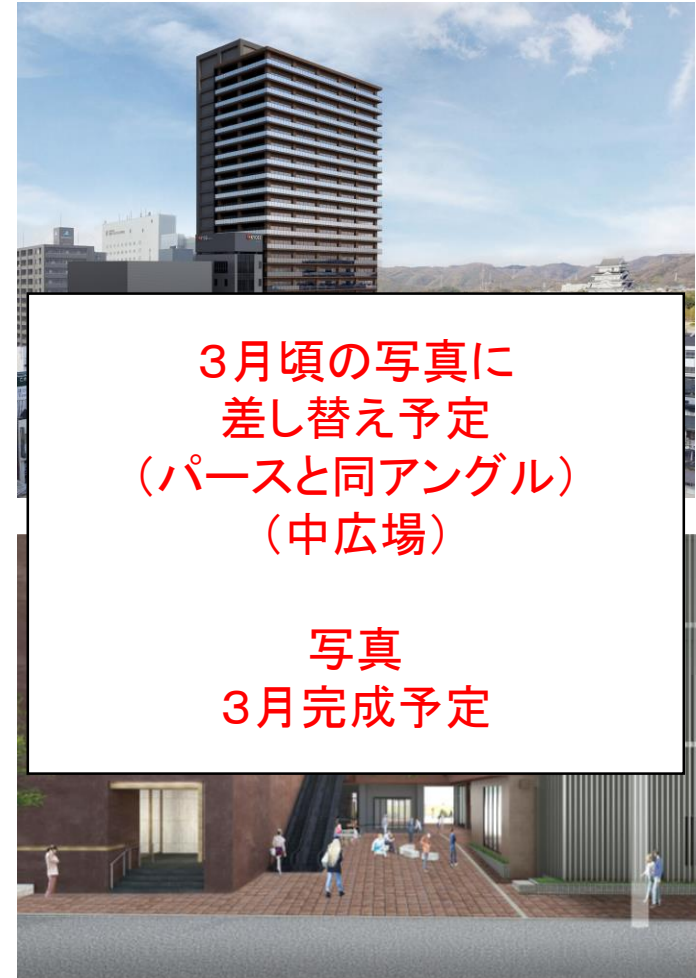 ３月頃の写真に
差し替え予定
（パースと同アングル）
（中広場）
写真
３月完成予定